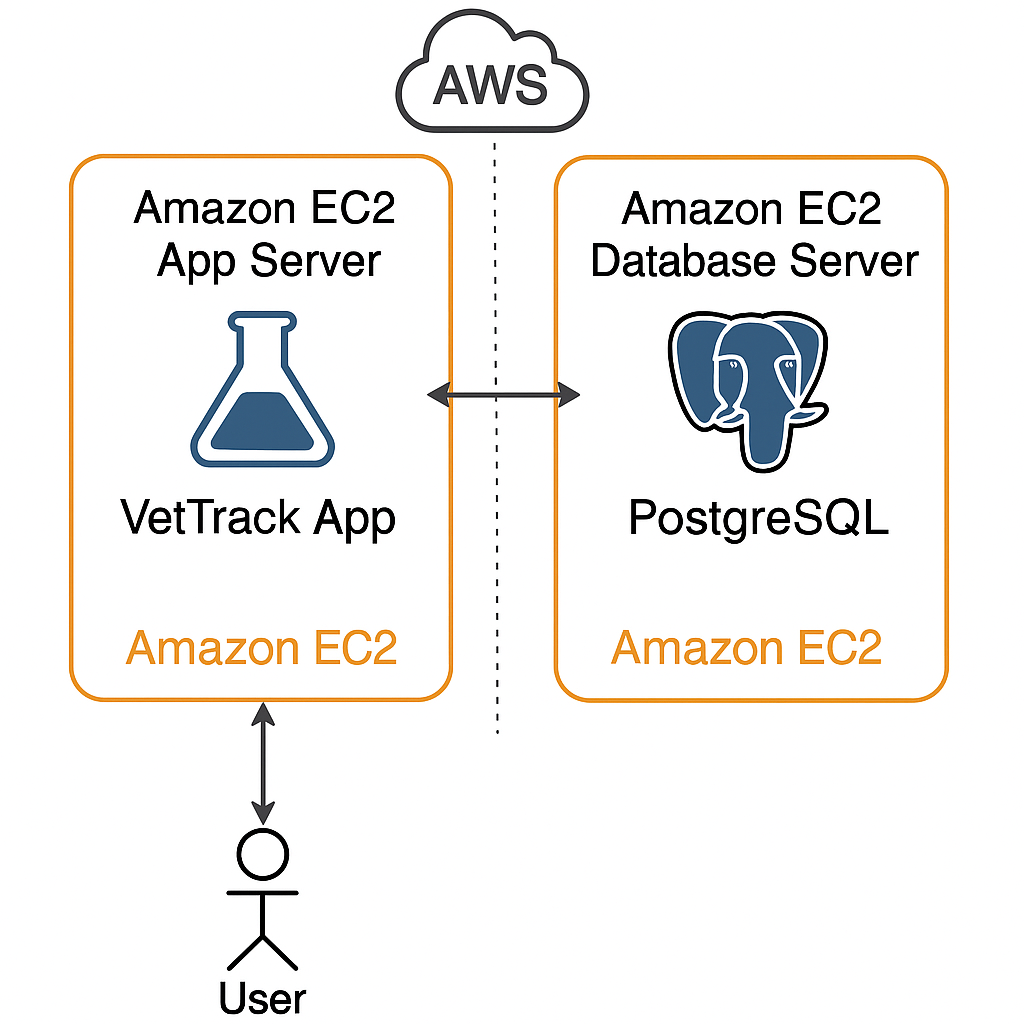 AWS
Amazon EC2
App Server
VetTrack App
Amazon EC2
Amazon EC2
Database Server
PostgreSQL
Amazon EC2
User